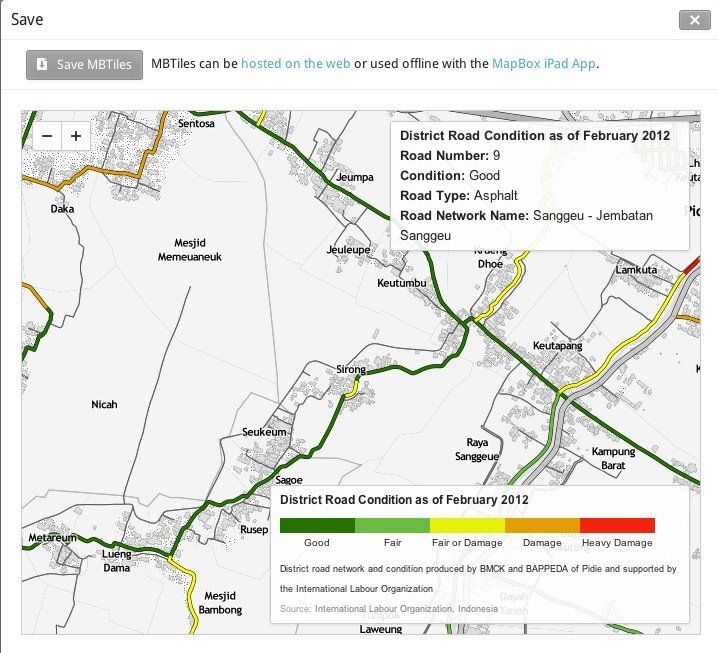 Save
Save MBTiles
MBTiles can be hosted on the web or used offline with the MapBox iPad App.
Sentosa
District Road Condition as of February 2012
Road Number: 9
Condition: Good
Road Type: Asphalt
Road Network Name: Sanggeu - Jembatan
Sanggeu
Jeumpa
Daka
Mesjid
Memeuaneuk
Jeuleupe
Dhoe
Lamkuta
Keutumbu
Keutapang
Sirong
Nicah
Seukeum
Raya
Sanggeue
Kampung
Barat
Sagoe
District Road Condition as of February 2012
Good
Fair
Fair or Damage
Damage
Heavy Damage
District road network and condition produced by BMCK and BAPPEDA of Pidie and supported by
the International Labour Organization
Source: International Labour Organization, Indonesia
Rusep
Metareum
Lueng
Dama
Mesjid
Bambong
Dayah
Tanoh
Laweung